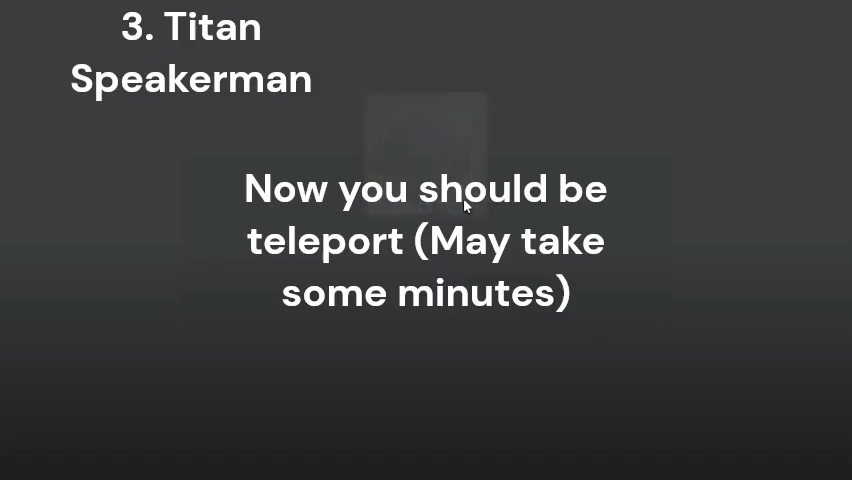 3. Titan
Speakerman
Now you should be
teleport (May take
some minutes)